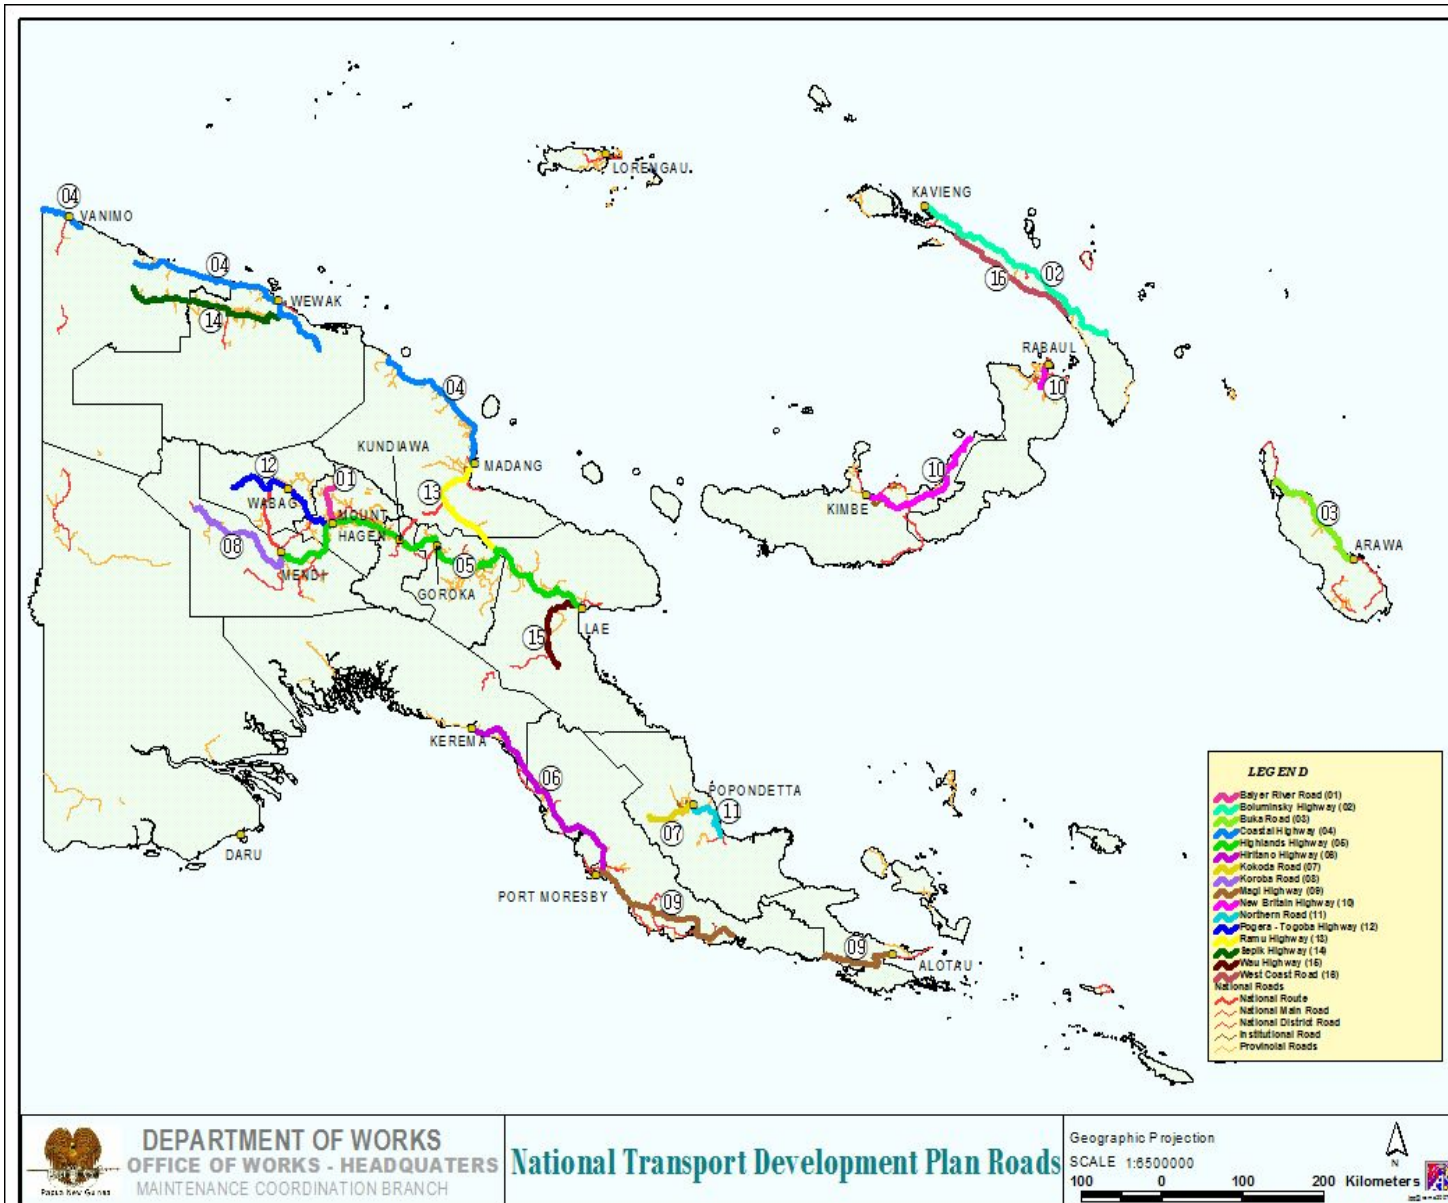 LORENGAU
KAVIENG
04
VANIMO
04
16
02
WEWAK
14
RABAUL
10
04
KUNDIAWA
MADANG
12
01
WABAG
13
10
KIMBE
MOUNT
HAGEN
03
08
ARAWA
MENDI
05
GOROKA
LAE
15
KEREMA
06
POPONDETTA
11
07
DARU
PORT MORESBY
09
09
ALOTAU
LEGEND
Baiyer River Road (01)
Boluminsky Highway (02)
Buka Road (03)
Coastal Highway (04)
Highlands Highway (05)
Hiritano Highway (06)
Kokoda Road (07)
Koroba Road (08)
Magi Highway (09)
New Britain Highway (10)
Northern Road (11)
Pogera - Togoba Highway (12)
Ramu Highway (13)
Sepik Highway (14)
Wau Highway (15)
West Coast Road (16)
National Roads
National Route
National Main Road
National District Road
Institutional Road
Provincial Roads
Papua New Guinea
DEPARTMENT OF WORKS
OFFICE OF WORKS - HEADQUATERS
MAINTENANCE COORDINATION BRANCH
National Transport Development Plan Roads
Geographic Projection
SCALE 1:6500000
100 0 100 200 Kilometers
N